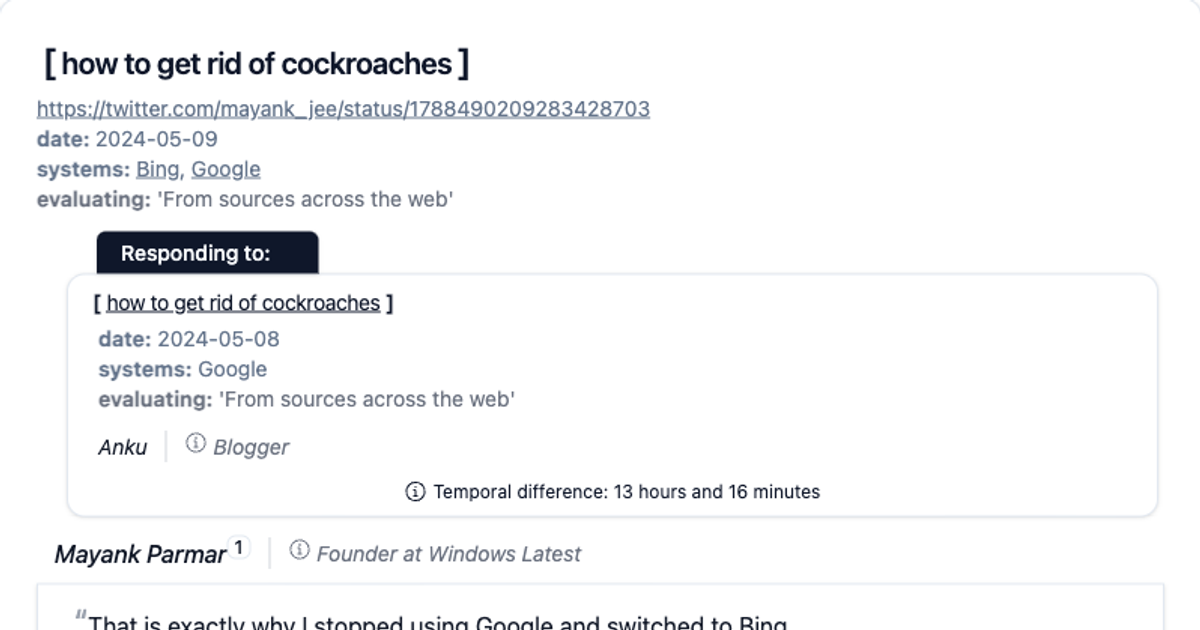 [ how to get rid of cockroaches ]
https://twitter.com/mayank_jee/status/1788490209283428703
date: 2024-05-09
systems: Bing, Google
evaluating: 'From sources across the web'
Responding to:
[ how to get rid of cockroaches ]
date: 2024-05-08
systems: Google
evaluating: 'From sources across the web'
Anku | Blogger
Temporal difference: 13 hours and 16 minutes
Mayank Parmar 1 | Founder at Windows Latest
“That is exactly why I stopped using Google and switched to Bing